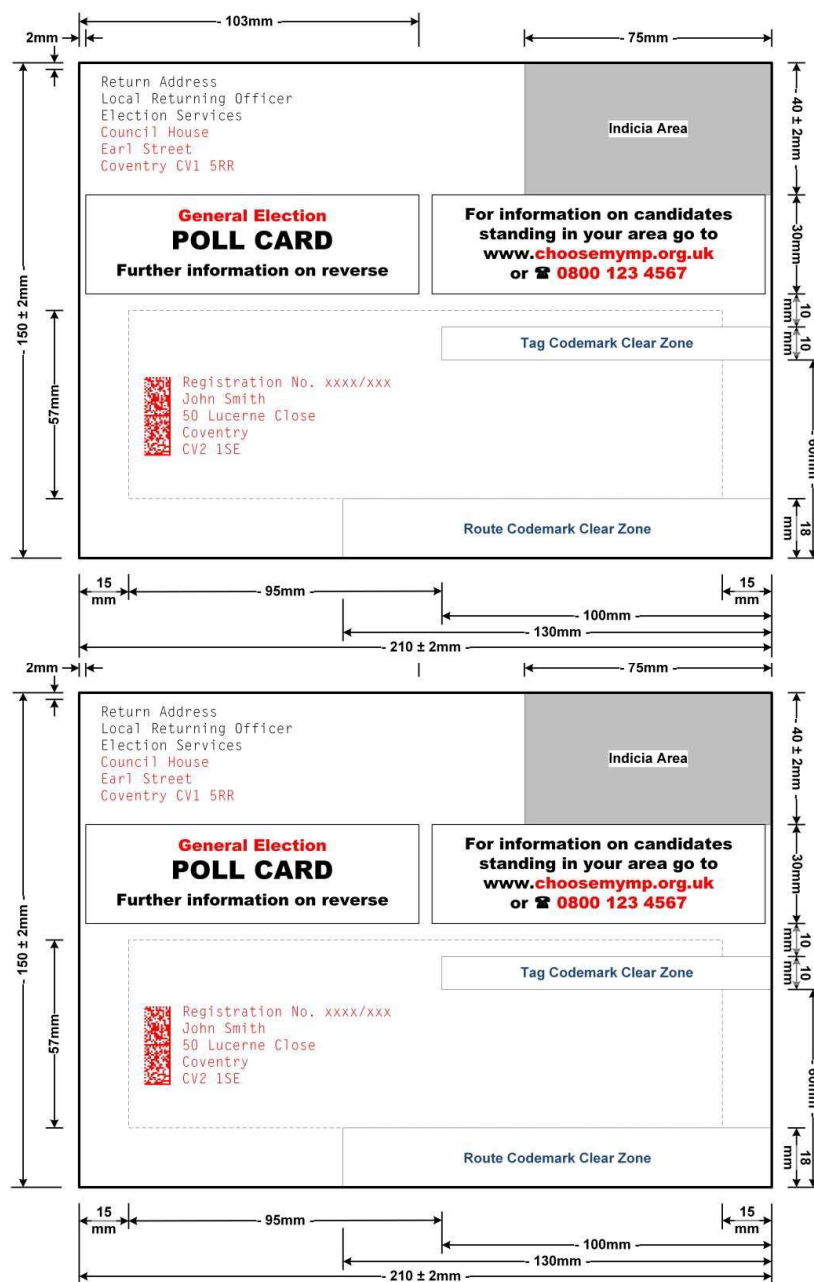 - 103mm -
2mm
- 75mm -
Return Address
Local Returning Officer
Election Services
Council House
Earl Street
Coventry CV1 5RR
Indicia Area
- 40 ± 2mm -
General Election
POLL CARD
Further information on reverse
For information on candidates
standing in your area go to
www.choosemymp.org.uk
or ☎ 0800 123 4567
30mm
- 150 ± 2mm -
10
mm
10
mm
Tag Codemark Clear Zone
57mm
Registration No. xxxx/xxx
John Smith
50 Lucerne Close
Coventry
CV2 1SE
Route Codemark Clear Zone
18
mm
15
mm
- 95mm -
15
mm
- 100mm -
- 130mm -
- 210 ± 2mm -
2mm
- 75mm -
Return Address
Local Returning Officer
Election Services
Council House
Earl Street
Coventry CV1 5RR
Indicia Area
- 40 ± 2mm -
General Election
POLL CARD
Further information on reverse
For information on candidates
standing in your area go to
www.choosemymp.org.uk
or ☎ 0800 123 4567
30mm
- 150 ± 2mm -
10
mm
10
mm
Tag Codemark Clear Zone
57mm
Registration No. xxxx/xxx
John Smith
50 Lucerne Close
Coventry
CV2 1SE
Route Codemark Clear Zone
18
mm
15
mm
- 95mm -
15
mm
- 100mm -
- 130mm -
- 210 ± 2mm -